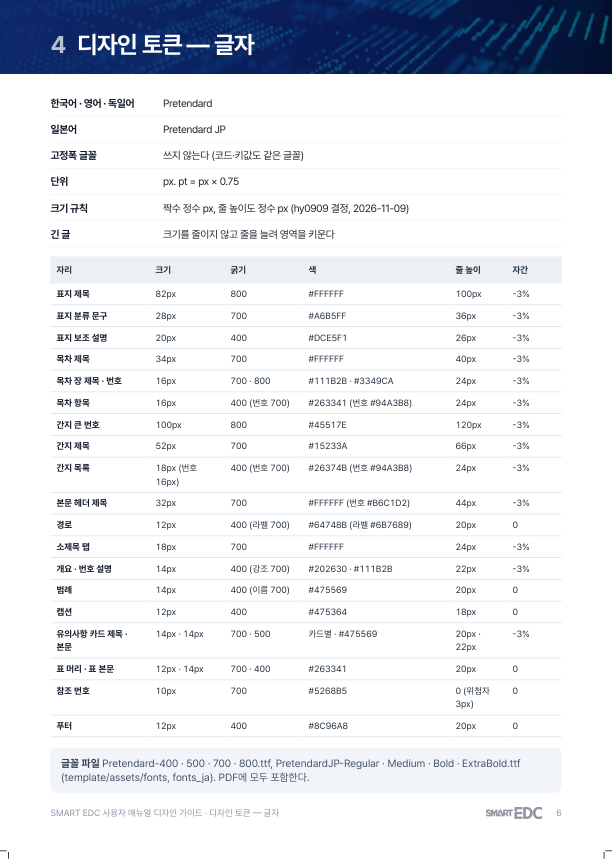 4 디자인 토큰 — 글자
한국어 · 영어 · 독일어 Pretendard
일본어 Pretendard JP
고정폭 글꼴 쓰지 않는다 (코드·키값도 같은 글꼴)
단위 px. pt = px × 0.75
크기 규칙 짝수 정수 px, 줄 높이도 정수 px (hy0909 결정, 2026-11-09)
긴 글 크기를 줄이지 않고 줄을 늘려 영역을 키운다
자리 크기 굵기 색 줄 높이 자간
표지 제목 82px 800 #FFFFFF 100px -3%
표지 분류 문구 28px 700 #A6B5FF 36px -3%
표지 보조 설명 20px 400 #DCE5F1 26px -3%
목차 제목 34px 700 #FFFFFF 40px -3%
목차 장 제목 · 번호 16px 700 · 800 #111B2B · #3349CA 24px -3%
목차 항목 16px 400 (번호 700) #263341 (번호 #94A3B8) 24px -3%
간지 큰 번호 100px 800 #45517E 120px -3%
간지 제목 52px 700 #15233A 66px -3%
간지 목록 18px (번호 400 (번호 700) #26374B (번호 #94A3B8) 24px -3%
16px)
본문 헤더 제목 32px 700 #FFFFFF (번호 #B6C1D2) 44px -3%
경로 12px 400 (라벨 700) #64748B (라벨 #6B7689) 20px 0
소제목 탭 18px 700 #FFFFFF 24px -3%
개요 · 번호 설명 14px 400 (강조 700) #202630 · #111B2B 22px -3%
범례 14px 400 (이름 700) #475569 20px 0
캡션 12px 400 #475364 18px 0
유의사항 카드 제목 · 14px · 14px 700 · 500 카드별 · #475569 20px · -3%
본문 22px
표 머리 · 표 본문 12px · 14px 700 · 400 #263341 20px 0
참조 번호 10px 700 #5268B5 0 (위첨자 0
3px)
푸터 12px 400 #8C96A8 20px 0
글꼴 파일 Pretendard-400 · 500 · 700 · 800.ttf, PretendardJP-Regular · Medium · Bold · ExtraBold.ttf
(template/assets/fonts, fonts_ja). PDF에 모두 포함한다.
SMART EDC 사용자 매뉴얼 디자인 가이드 · 디자인 토큰 — 글자 SMART EDC 6